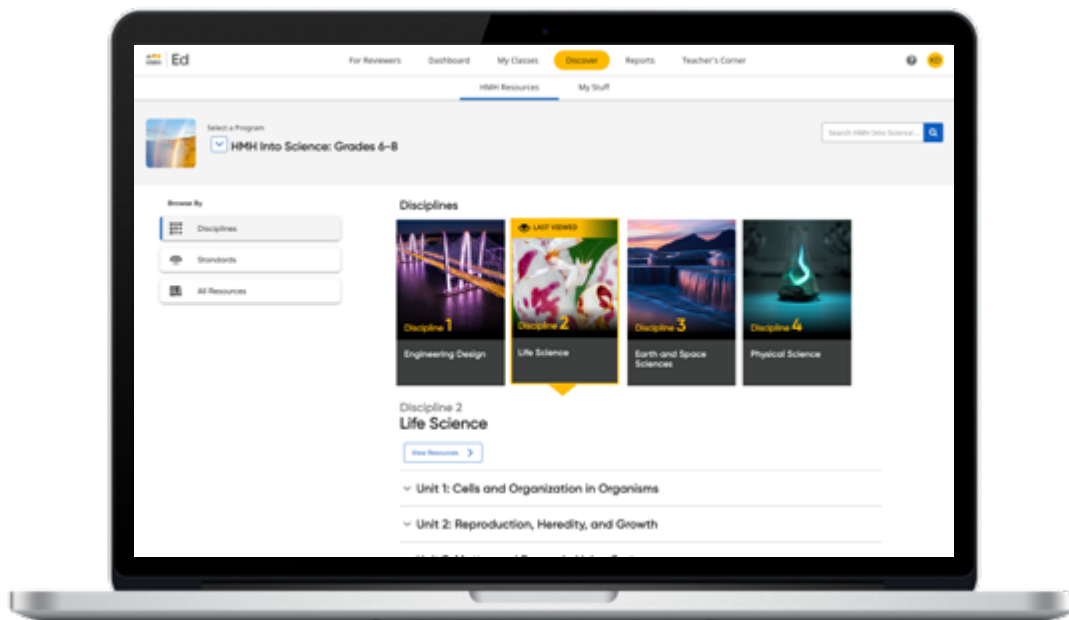 HMH Ed
For Reviewers Dashboard My Classes Discover Reports Teacher's Corner KD
HMH Resources My Stuff
Select a Program
HMH Into Science: Grades 6–8
Search HMH Into Science...
Browse By
Disciplines
Standards
All Resources
Disciplines
LAST VIEWED
Discipline 1
Engineering Design
Discipline 2
Life Science
Discipline 3
Earth and Space
Sciences
Discipline 4
Physical Science
Discipline 2
Life Science
View Resources
Unit 1: Cells and Organization in Organisms
Unit 2: Reproduction, Heredity, and Growth